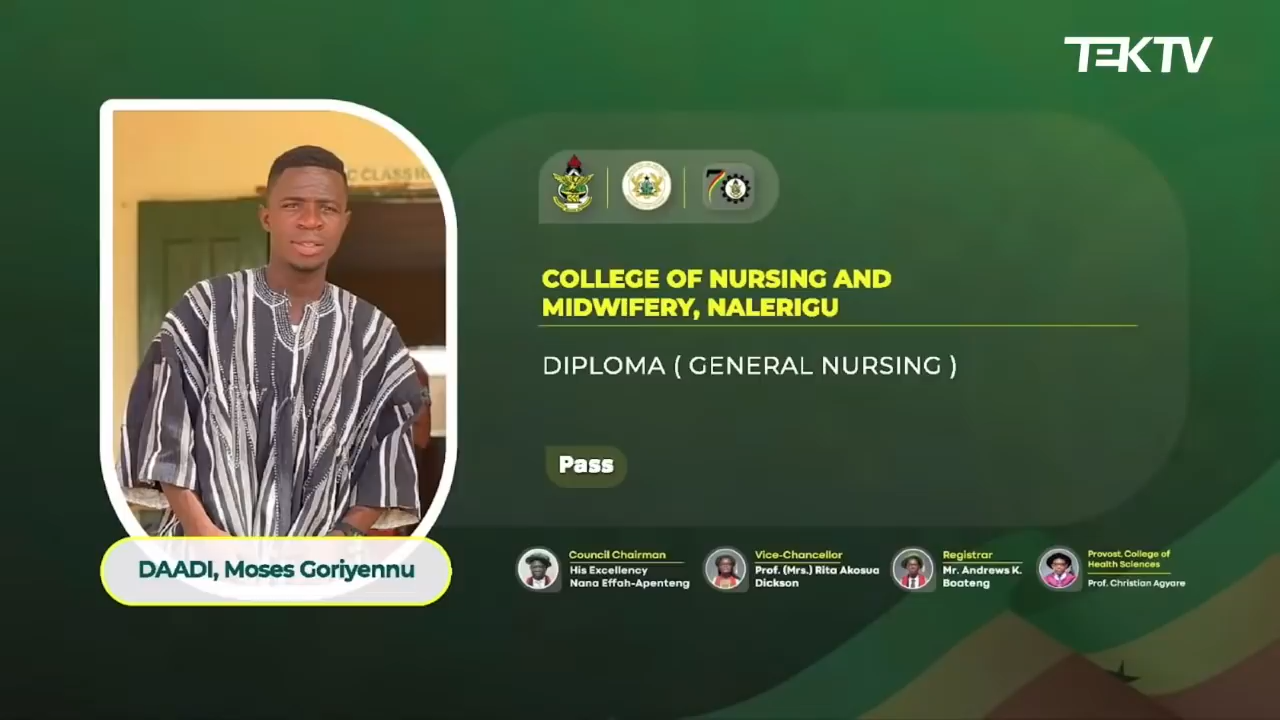 TEKTV
C CLASS R
COLLEGE OF NURSING AND
MIDWIFERY, NALERIGU
DIPLOMA ( GENERAL NURSING )
Pass
DAADI, Moses Goriyennu
Council Chairman
His Excellency
Nana Effah-Apenteng
Vice-Chancellor
Prof. (Mrs.) Rita Akosua
Dickson
Registrar
Mr. Andrews K.
Boateng
Provost, College of
Health Sciences
Prof. Christian Agyare